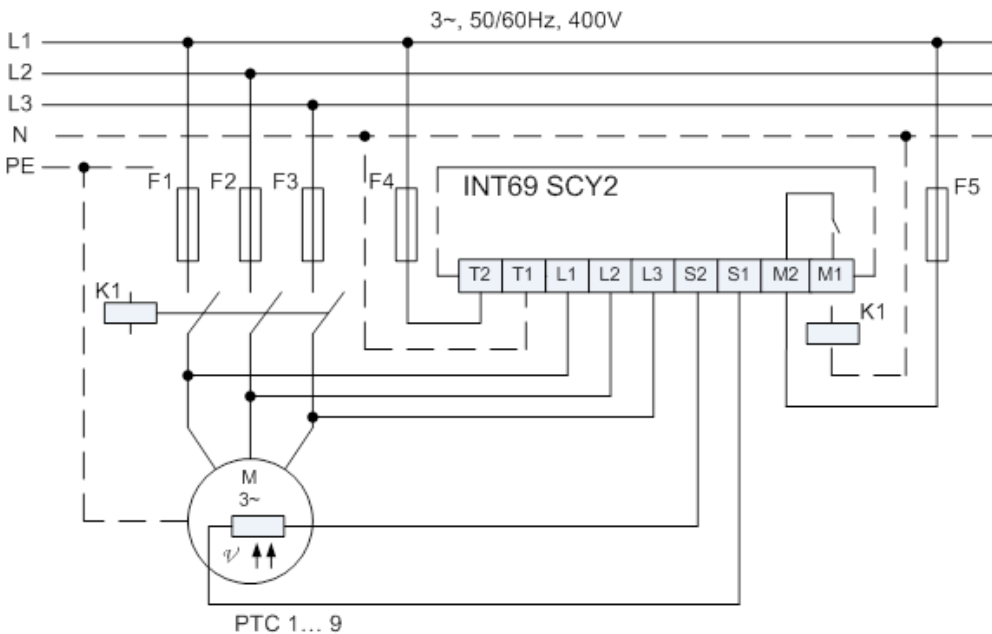 3~, 50/60Hz, 400V
L1
L2
L3
N
PE
F1 F2 F3 F4 F5
INT69 SCY2
T2 T1 L1 L2 L3 S2 S1 M2 M1
K1 K1
M
3~
ν
PTC 1... 9